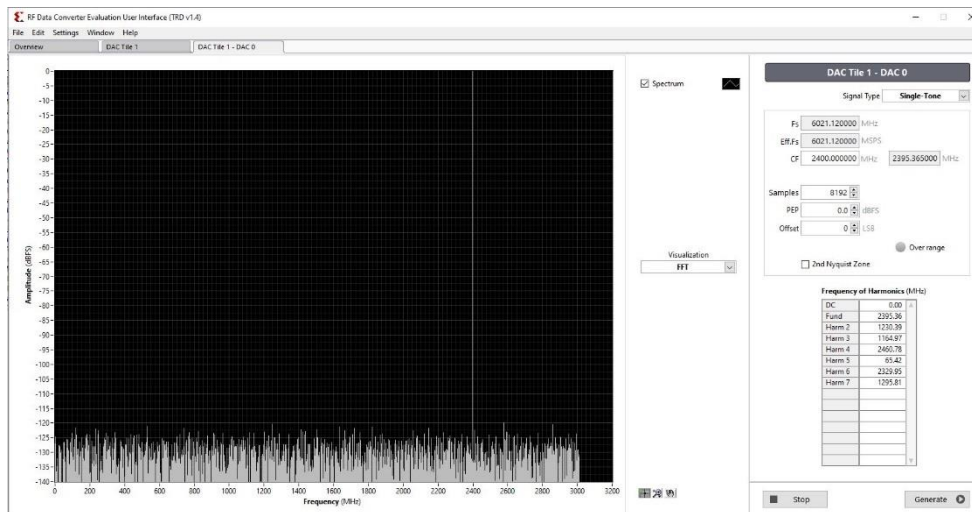 RF Data Converter Evaluation User Interface (TRD v1.4)
File Edit Settings Window Help
Overview DAC Tile 1 DAC Tile 1 - DAC 0
DAC Tile 1 - DAC 0
Spectrum
Signal Type Single-Tone
Fs 6021.120000 MHz
Eff.Fs 6021.120000 MSPS
CF 2400.000000 MHz 2395.365000 MHz
Samples 8192
PEP 0.0 dBFS
Offset 0 LSB
Over range
2nd Nyquist Zone
Visualization
FFT
Frequency of Harmonics (MHz)
DC 0.00
Fund 2395.36
Harm 2 1230.39
Harm 3 1164.97
Harm 4 2460.78
Harm 5 65.42
Harm 6 2329.95
Harm 7 1295.81
Amplitude (dBFS)
0
-5
-10
-15
-20
-25
-30
-35
-40
-45
-50
-55
-60
-65
-70
-75
-80
-85
-90
-95
-100
-105
-110
-115
-120
-125
-130
-135
-140
0 200 400 600 800 1000 1200 1400 1600 1800 2000 2200 2400 2600 2800 3000 3200
Frequency (MHz)
Stop Generate